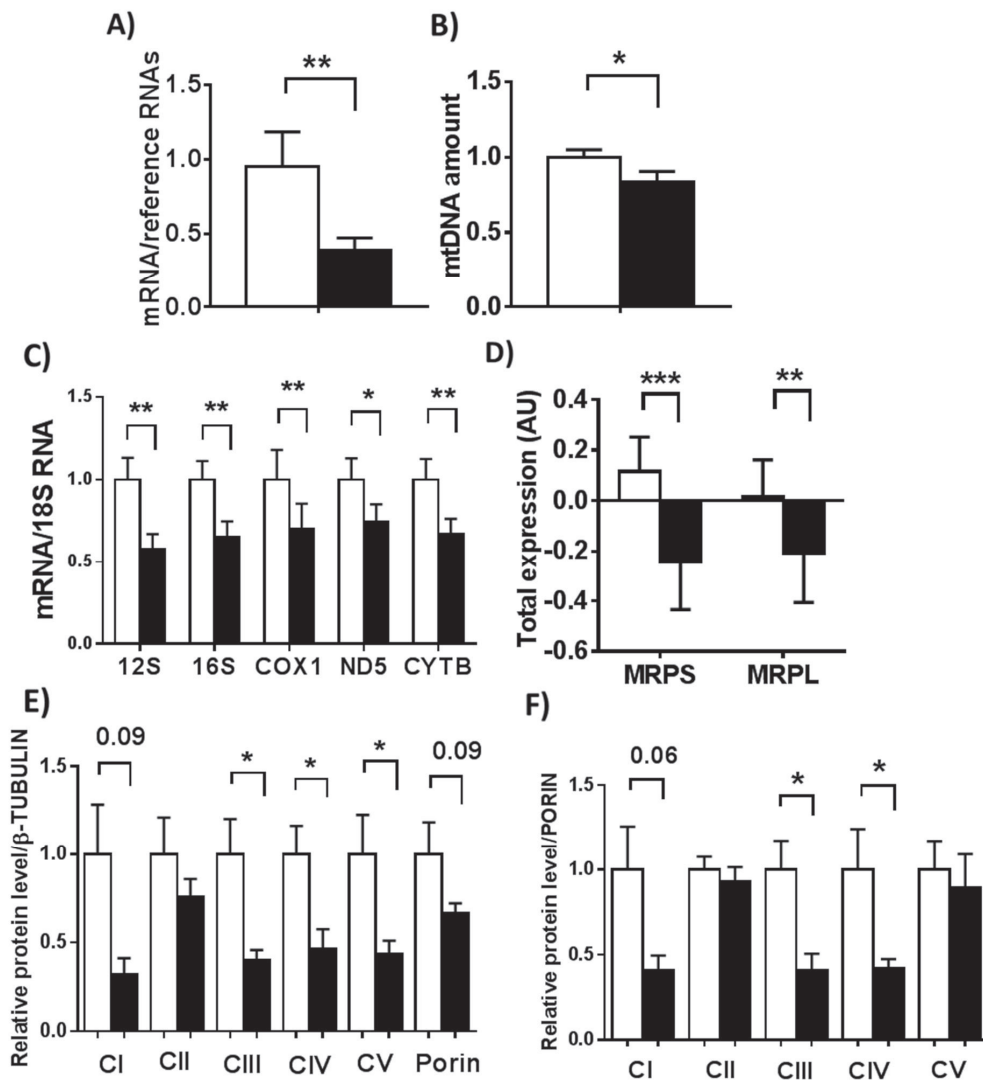 A)
mRNA/reference RNAs
1.5
1.0
0.5
0.0
**
B)
mtDNA amount
1.5
1.0
0.5
0.0
*
C)
mRNA/18S RNA
1.5
1.0
0.5
0.0
** ** ** * **
12S 16S COX1 ND5 CYTB
D)
Total expression (AU)
0.4
0.2
0.0
-0.2
-0.4
-0.6
*** **
MRPS MRPL
E)
Relative protein level/β-TUBULIN
1.5
1.0
0.5
0.0
0.09 * * * 0.09
CI CII CIII CIV CV Porin
F)
Relative protein level/PORIN
1.5
1.0
0.5
0.0
0.06 * *
CI CII CIII CIV CV